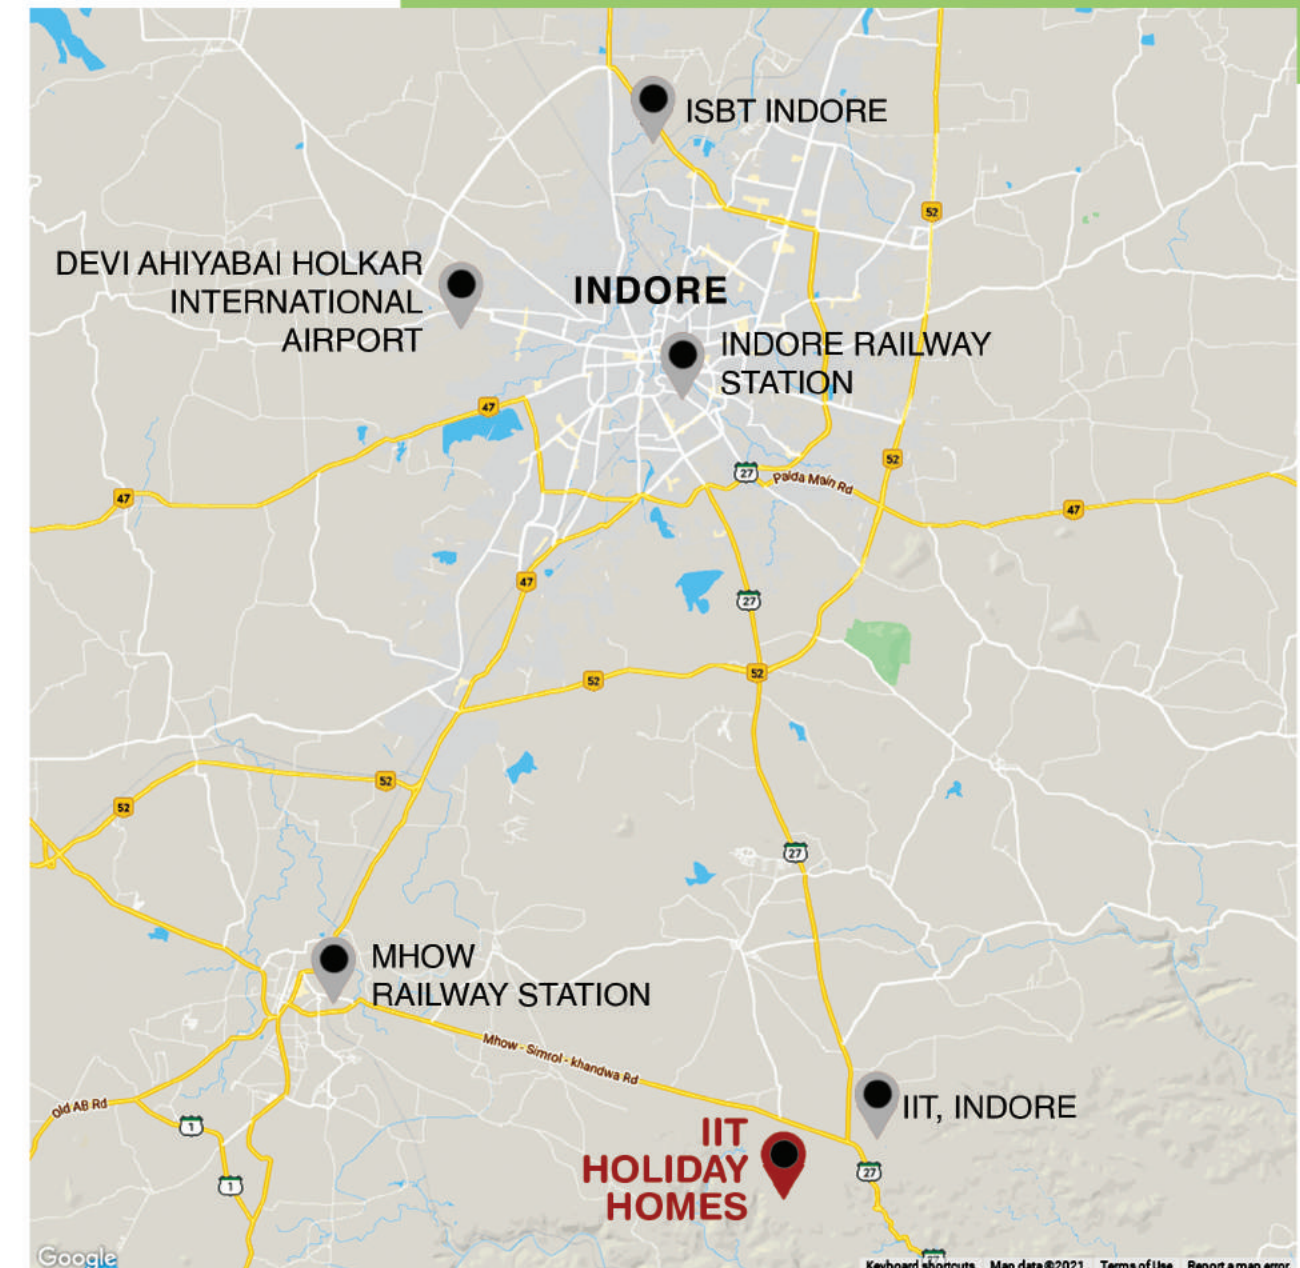 ISBT INDORE
52
DEVI AHIYABAI HOLKAR
INTERNATIONAL
AIRPORT
INDORE
INDORE RAILWAY
STATION
47
52
27
Palda Main Rd
47
47
47
27
52
52
52
52
27
MHOW
RAILWAY STATION
Mhow - Simrol - khandwa Rd
Old AB Rd
1
IIT, INDORE
IIT
HOLIDAY
HOMES
27
1
27
Google
Keyboard shortcuts Map data ©2021 Terms of Use Report a map error